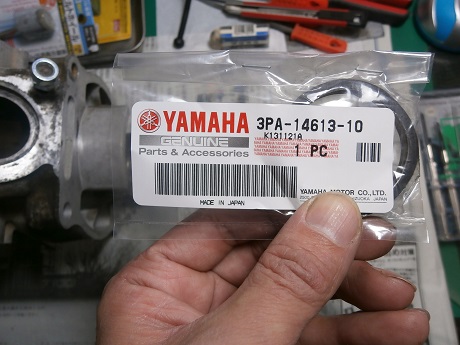 YAMAHA
GENUINE
Parts & Accessories
3PA-14613-10
K131121A
1 PC
YAMAHA MOTOR CO., LTD.
MADE IN JAPAN